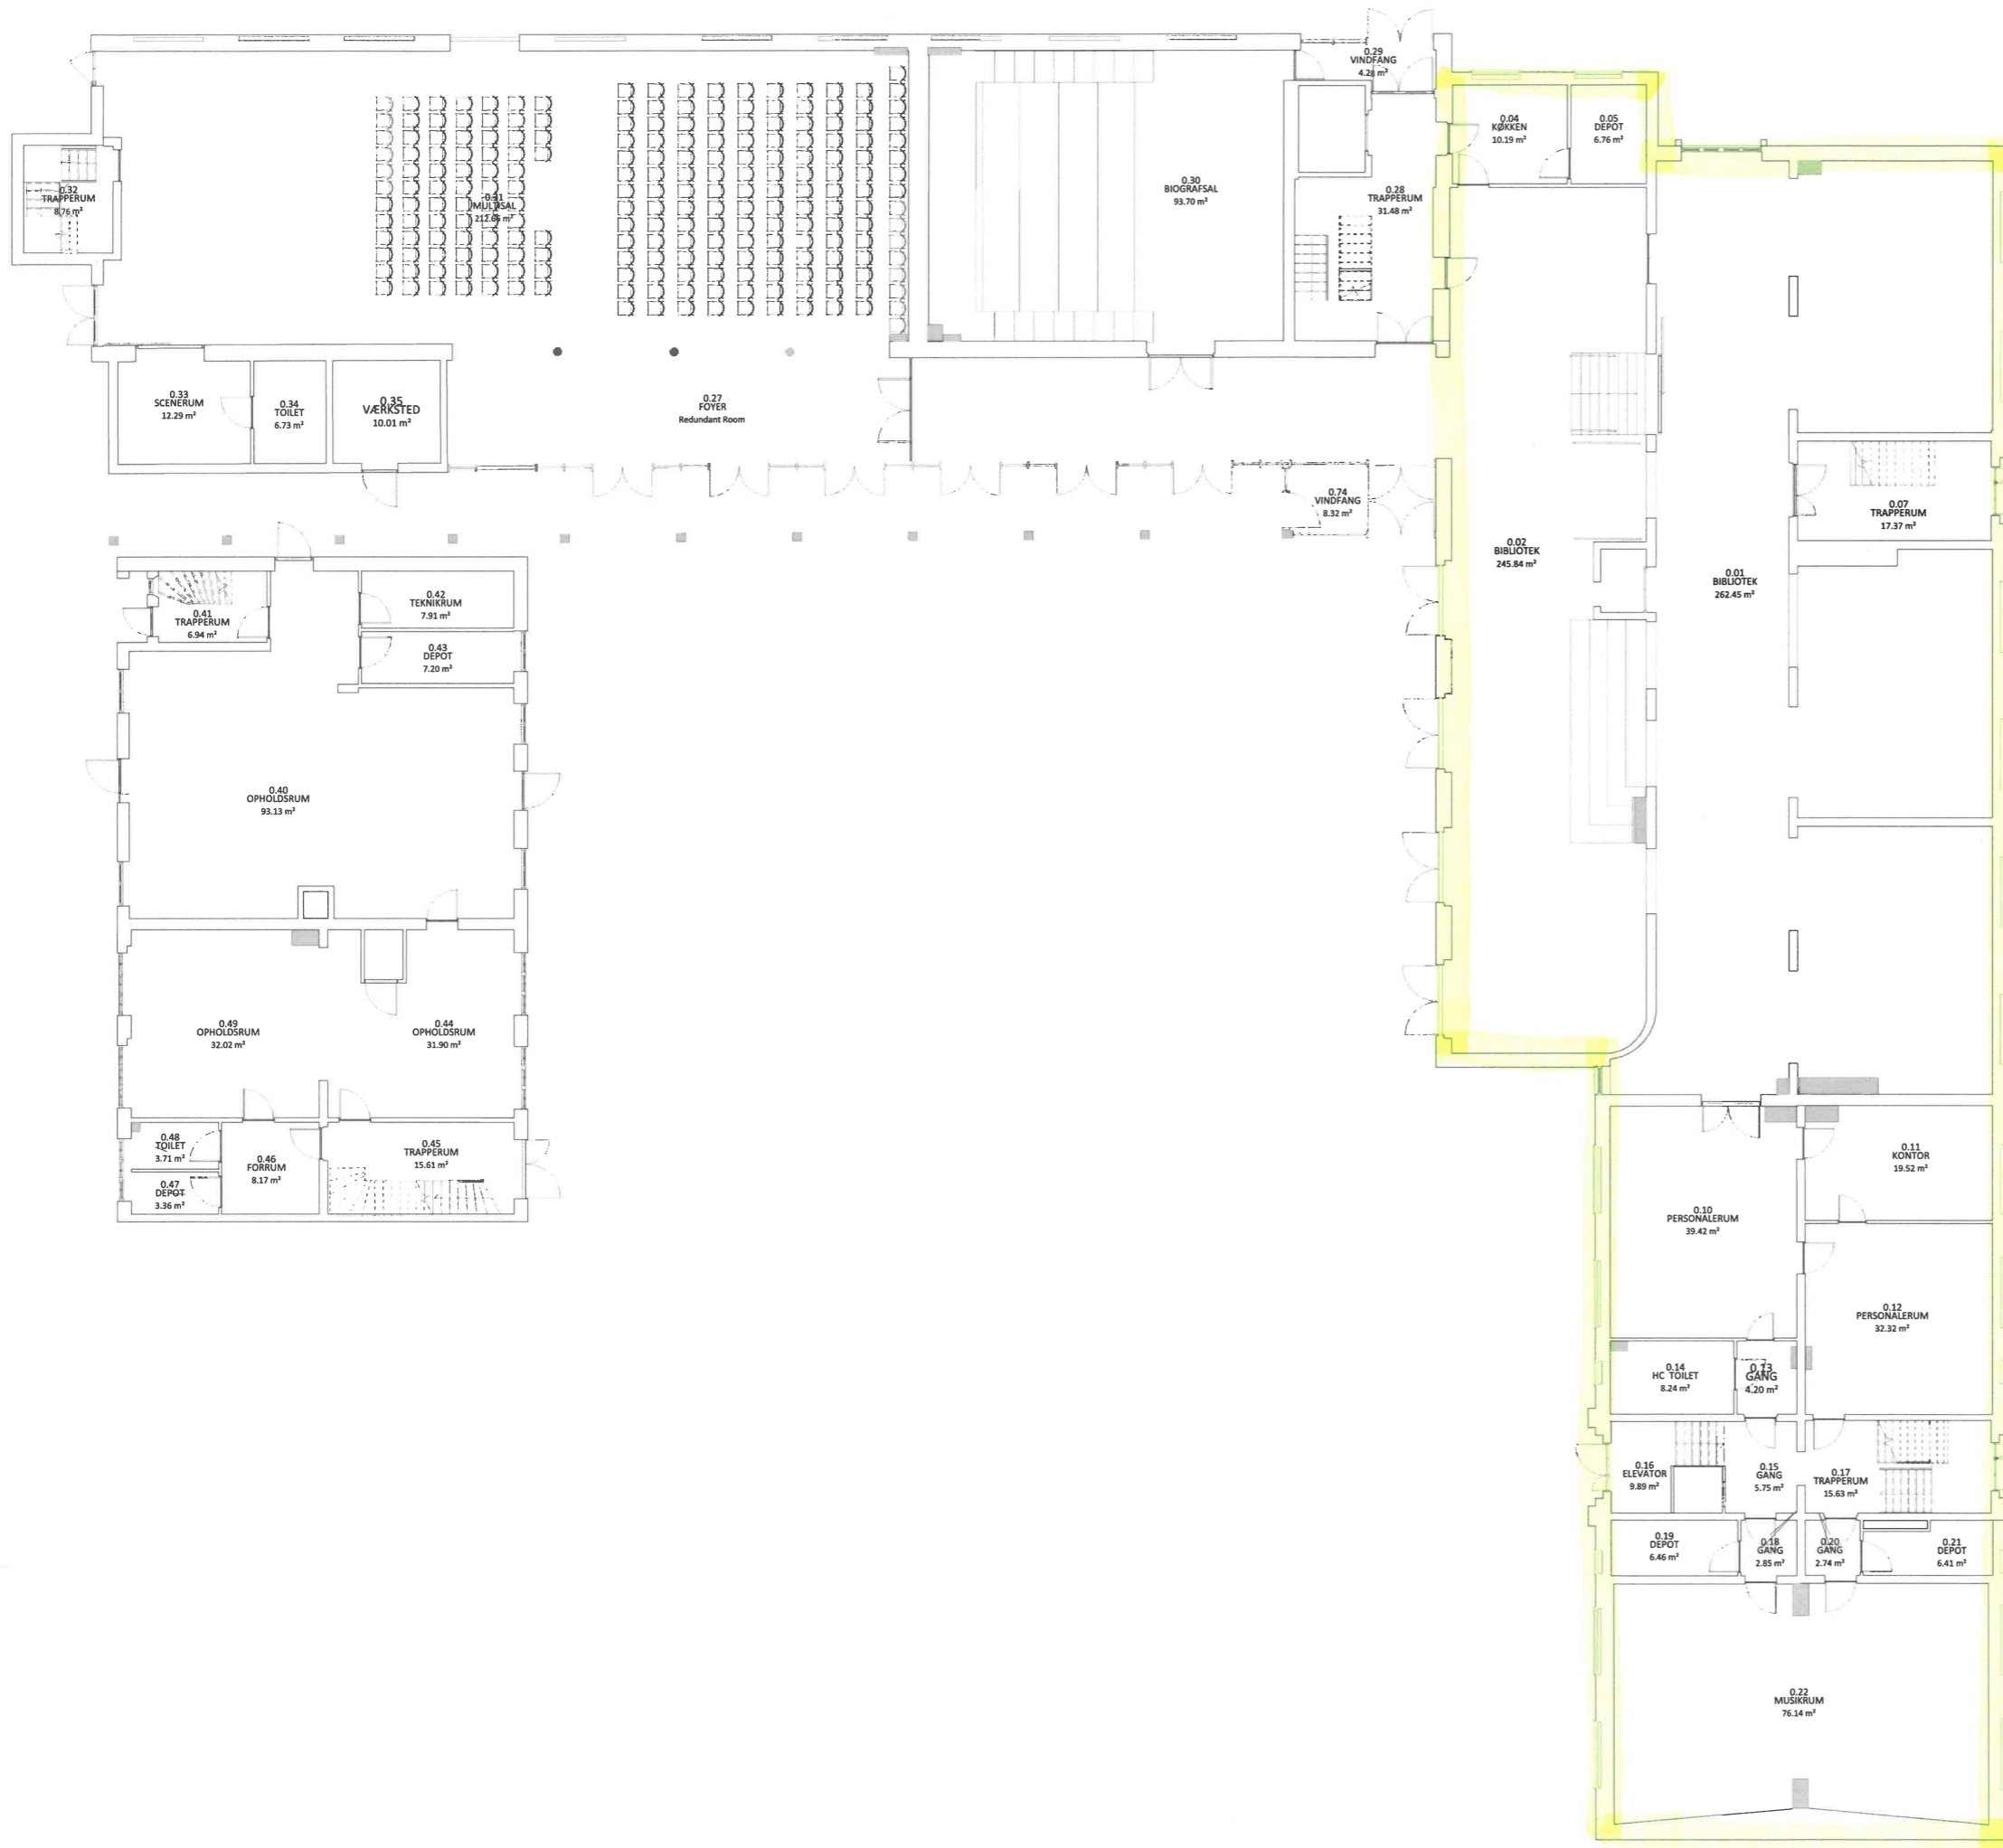 0.29
VINDFANG
4.28 m²
0.04
KØKKEN
10.19 m²
0.05
DEPOT
6.76 m²
0.32
TRAPPERUM
8.76 m²
0.31
MULTISAL
212.66 m²
0.30
BIOGRAFSAL
93.70 m²
0.28
TRAPPERUM
31.48 m²
0.33
SCENERUM
12.29 m²
0.34
TOILET
6.73 m²
0.35
VÆRKSTED
10.01 m²
0.27
FOYER
Redundant Room
0.74
VINDFANG
8.32 m²
0.07
TRAPPERUM
17.37 m²
0.02
BIBLIOTEK
245.84 m²
0.01
BIBLIOTEK
262.45 m²
0.41
TRAPPERUM
6.94 m²
0.42
TEKNIKRUM
7.91 m²
0.43
DEPOT
7.20 m²
0.40
OPHOLDSRUM
93.13 m²
0.49
OPHOLDSRUM
32.02 m²
0.44
OPHOLDSRUM
31.90 m²
0.48
TOILET
3.71 m²
0.46
FORRUM
8.17 m²
0.45
TRAPPERUM
15.61 m²
0.47
DEPOT
3.36 m²
0.11
KONTOR
19.52 m²
0.10
PERSONALERUM
39.42 m²
0.12
PERSONALERUM
32.32 m²
0.14
HC TOILET
8.24 m²
0.13
GANG
4.20 m²
0.16
ELEVATOR
9.89 m²
0.15
GANG
5.75 m²
0.17
TRAPPERUM
15.63 m²
0.19
DEPOT
6.46 m²
0.18
GANG
2.85 m²
0.20
GANG
2.74 m²
0.21
DEPOT
6.41 m²
0.22
MUSIKRUM
76.14 m²